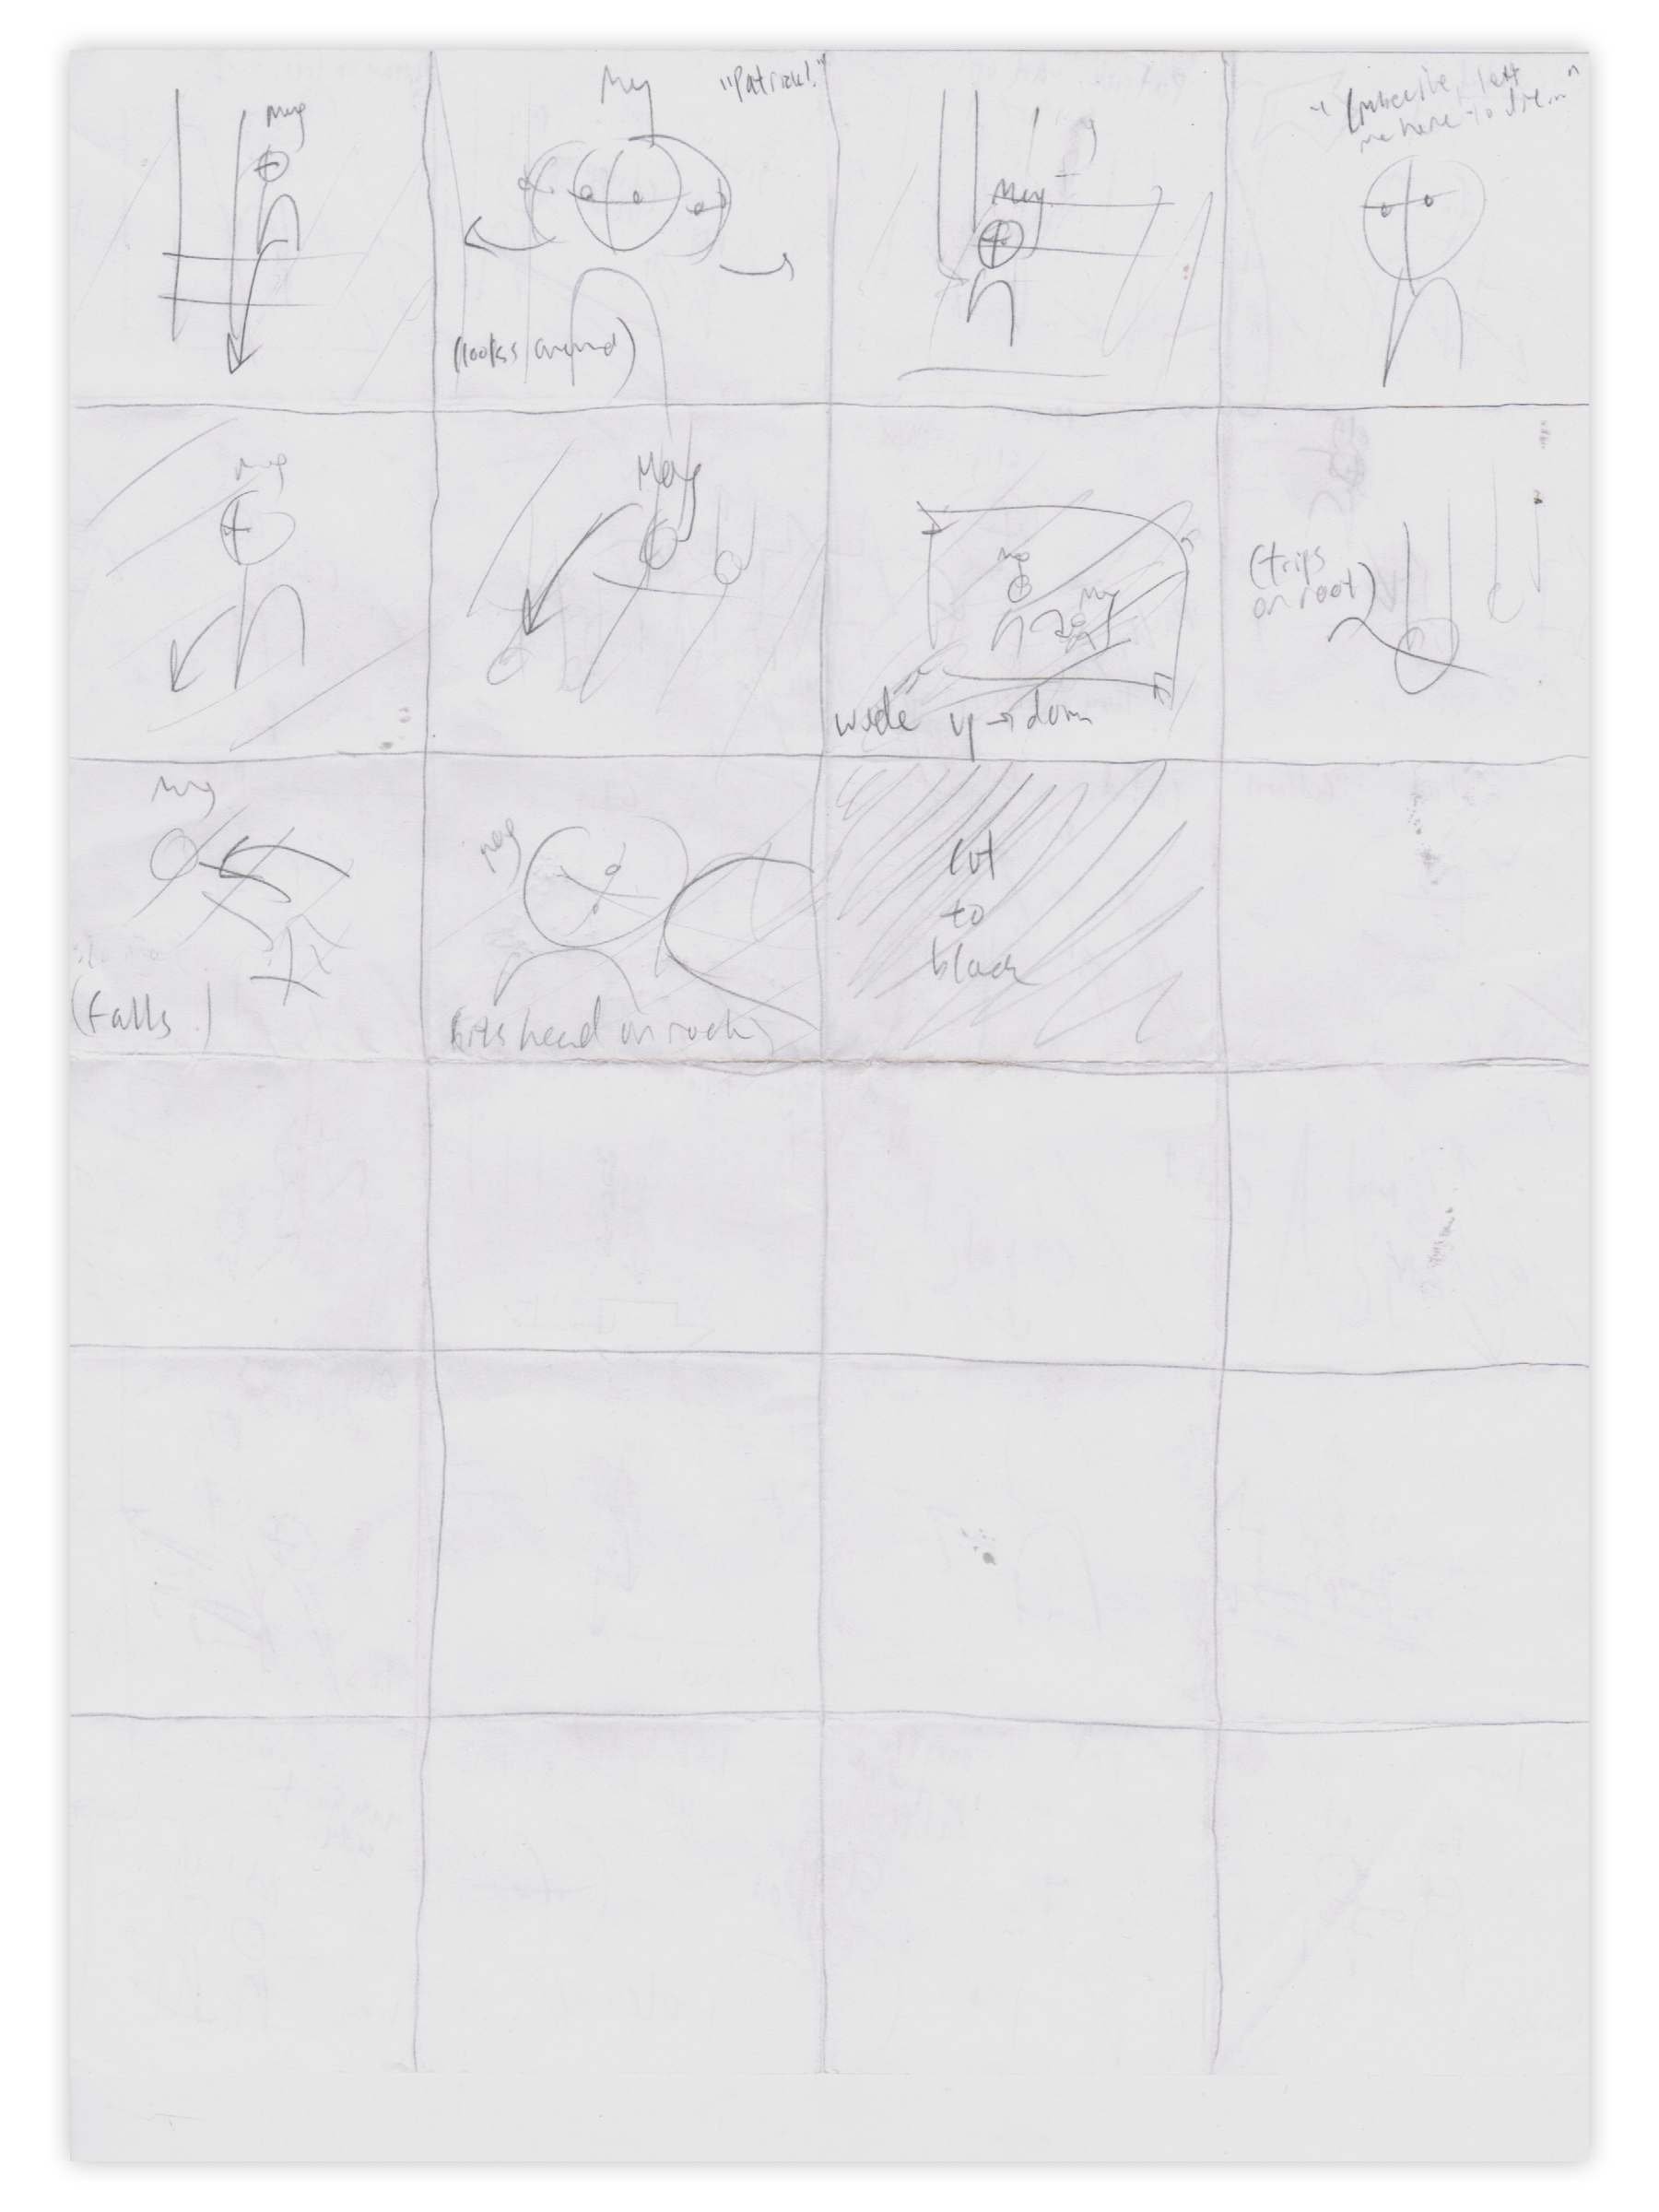 Meg
Meg
"Patrick!"
(looks around)
Meg
"Imbecile, left
me here to die..."
Meg
Meg
Meg
Meg
wide up → down
(trips
on root)
Meg
(falls)
Meg
hits head on rock
cut
to
black